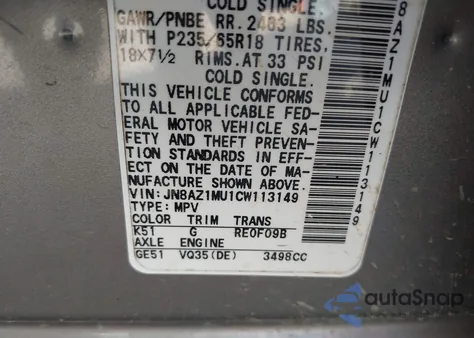 COLD SINGLE.
GAWR/PNBE RR. 2483 LBS.
WITH P235/65R18 TIRES,
18X7½ RIMS. AT 33 PSI
COLD SINGLE.
THIS VEHICLE CONFORMS
TO ALL APPLICABLE FED-
ERAL MOTOR VEHICLE SA-
FETY AND THEFT PREVEN-
TION STANDARDS IN EFF-
ECT ON THE DATE OF MA-
NUFACTURE SHOWN ABOVE.
VIN: JN8AZ1MU1CW113149
TYPE: MPV
COLOR TRIM TRANS
K51 G RE0F09B
AXLE ENGINE
GE51 VQ35(DE) 3498CC
8AZ1MU1CW113149
autoSnap